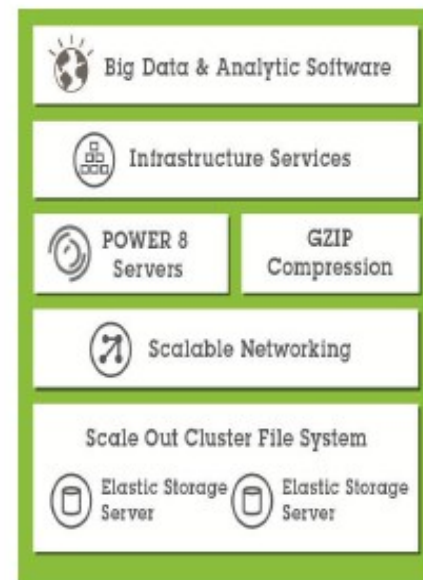 Big Data & Analytic Software
Infrastructure Services
POWER 8
Servers
GZIP
Compression
Scalable Networking
Scale Out Cluster File System
Elastic Storage
Server
Elastic Storage
Server